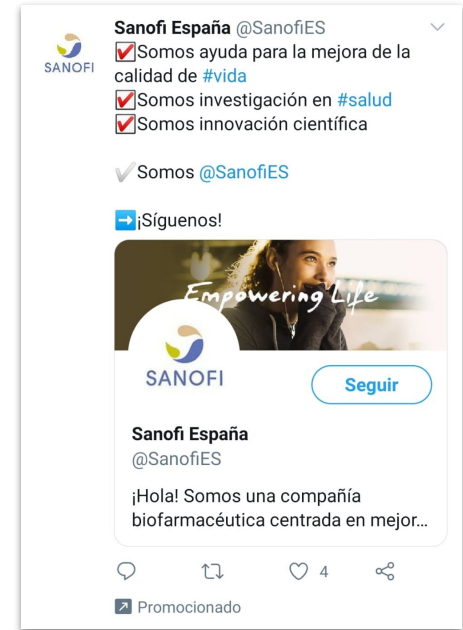 Sanofi España @SanofiES
☑Somos ayuda para la mejora de la
calidad de #vida
☑Somos investigación en #salud
☑Somos innovación científica
✔Somos @SanofiES
➡¡Síguenos!
SANOFI
Empowering Life
SANOFI
Seguir
Sanofi España
@SanofiES
¡Hola! Somos una compañía
biofarmacéutica centrada en mejor...
4
Promocionado